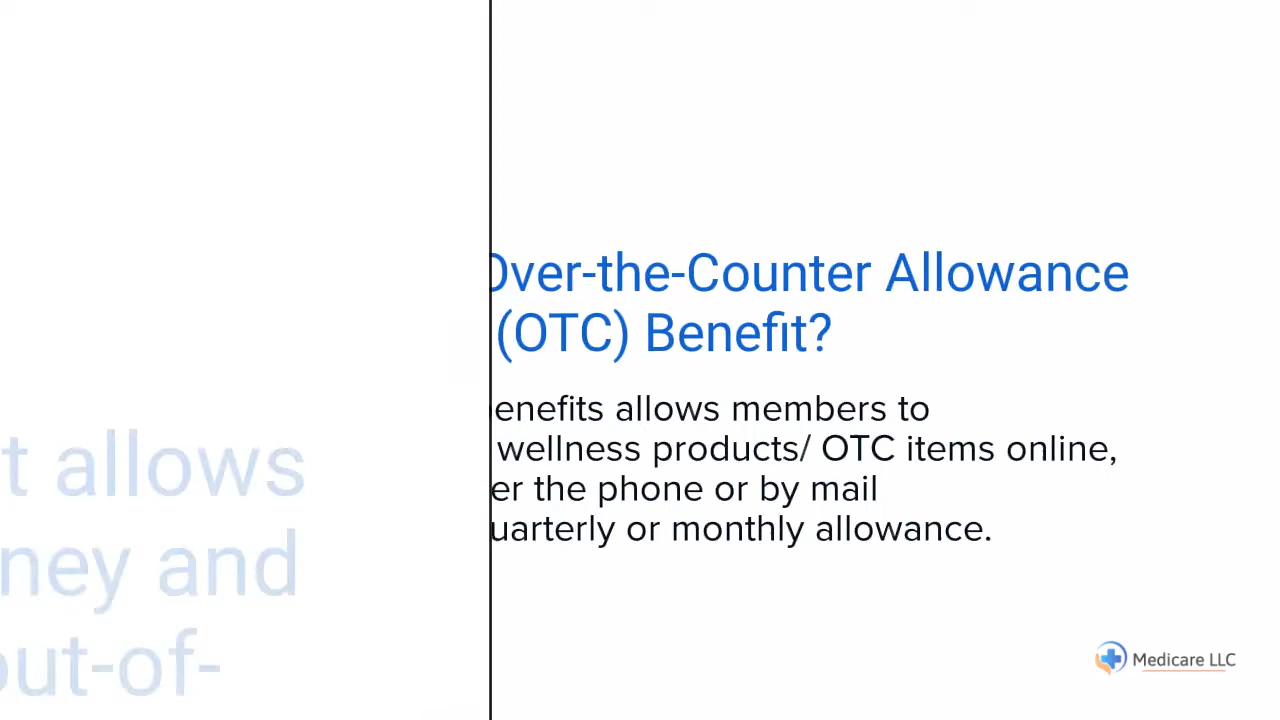 t allows
ney and
out-of-
Over-the-Counter Allowance
(OTC) Benefit?
enefits allows members to
wellness products/ OTC items online,
er the phone or by mail
uarterly or monthly allowance.
Medicare LLC